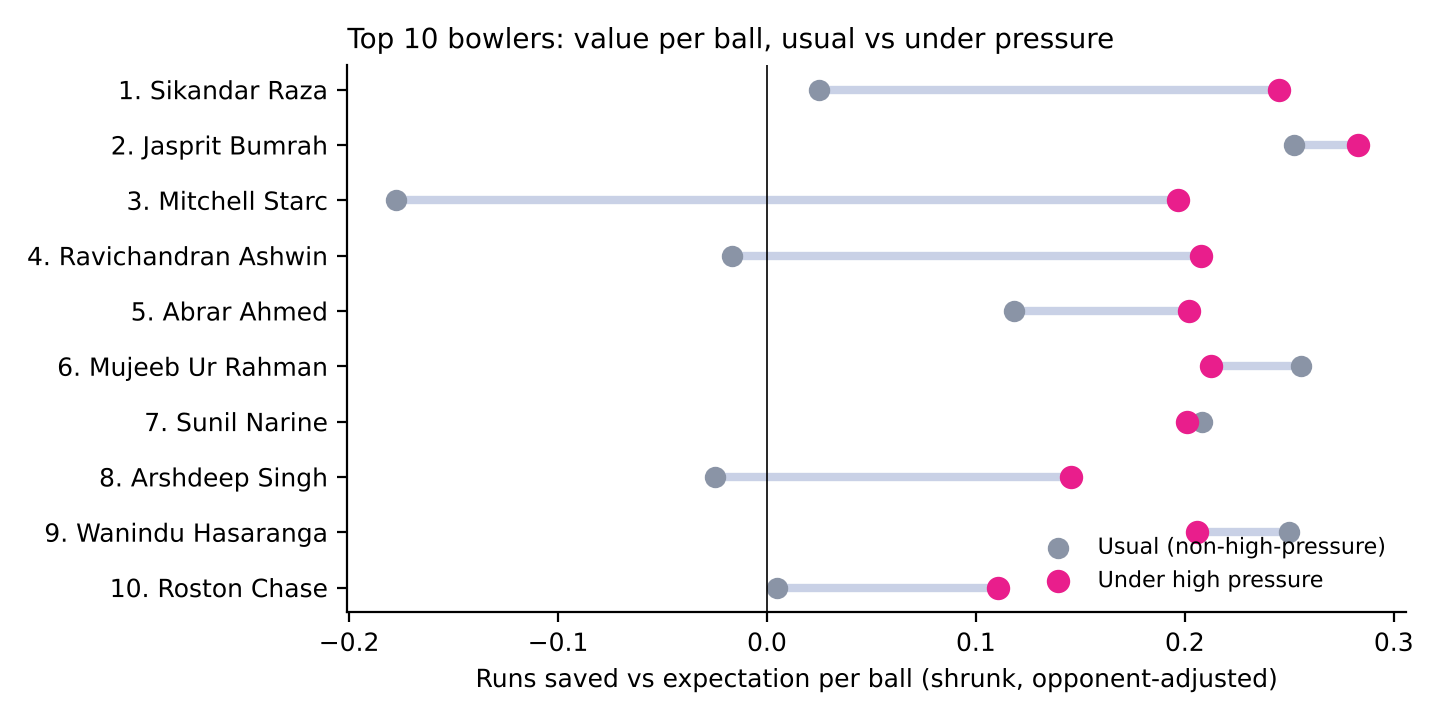 Top 10 bowlers: value per ball, usual vs under pressure
1. Sikandar Raza
2. Jasprit Bumrah
3. Mitchell Starc
4. Ravichandran Ashwin
5. Abrar Ahmed
6. Mujeeb Ur Rahman
7. Sunil Narine
8. Arshdeep Singh
9. Wanindu Hasaranga
10. Roston Chase
Usual (non-high-pressure)
Under high pressure
−0.2 −0.1 0.0 0.1 0.2 0.3
Runs saved vs expectation per ball (shrunk, opponent-adjusted)